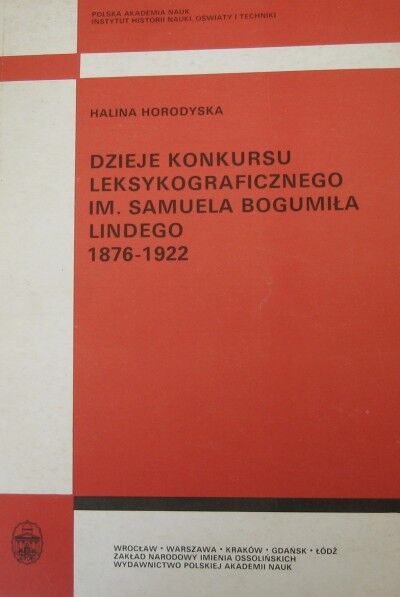 POLSKA AKADEMIA NAUK
INSTYTUT HISTORII NAUKI, OŚWIATY I TECHNIKI
HALINA HORODYSKA
DZIEJE KONKURSU
LEKSYKOGRAFICZNEGO
IM. SAMUELA BOGUMIŁA
LINDEGO
1876-1922
WROCŁAW • WARSZAWA • KRAKÓW • GDAŃSK • ŁÓDŹ
ZAKŁAD NARODOWY IMIENIA OSSOLIŃSKICH
WYDAWNICTWO POLSKIEJ AKADEMII NAUK